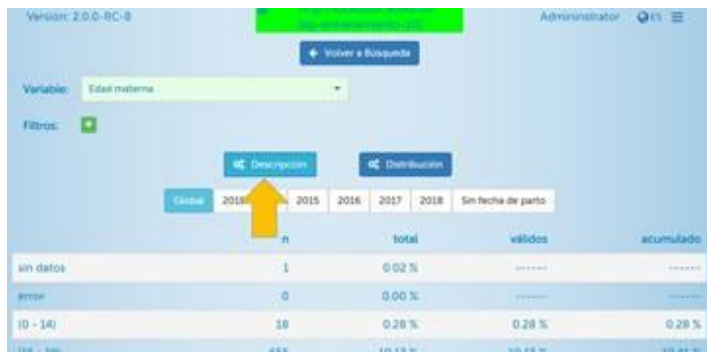 Versión: 2.0.0-RC-8
Admininstrator ES
Volver a Búsqueda
Variable: Edad materna
Filtros:
Descripción Distribución
Global 2015 2016 2017 2018 Sin fecha de parto
n total válidos acumulado
sin datos 1 0.02 % ------ ------
error 0 0.00 % ------ ------
(0 - 14) 18 0.28 % 0.28 % 0.28 %